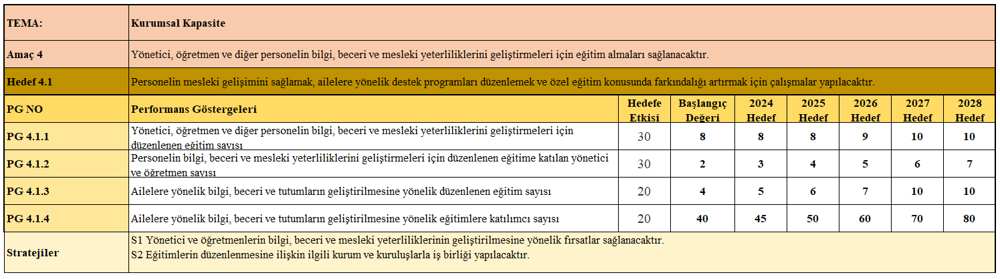 TEMA: Kurumsal Kapasite
Amaç 4 Yönetici, öğretmen ve diğer personelin bilgi, beceri ve mesleki yeterliliklerini geliştirmeleri için eğitim almaları sağlanacaktır.
Hedef 4.1 Personelin mesleki gelişimini sağlamak, ailelere yönelik destek programları düzenlemek ve özel eğitim konusunda farkındalığı artırmak için çalışmalar yapılacaktır.
PG NO Performans Göstergeleri Hedefe Etkisi Başlangıç Değeri 2024 Hedef 2025 Hedef 2026 Hedef 2027 Hedef 2028 Hedef
PG 4.1.1 Yönetici, öğretmen ve diğer personelin bilgi, beceri ve mesleki yeterliliklerini geliştirmeleri için
düzenlenen eğitim sayısı 30 8 8 8 9 10 10
PG 4.1.2 Personelin bilgi, beceri ve mesleki yeterliliklerini geliştirmeleri için düzenlenen eğitime katılan yönetici
ve öğretmen sayısı 30 2 3 4 5 6 7
PG 4.1.3 Ailelere yönelik bilgi, beceri ve tutumların geliştirilmesine yönelik düzenlenen eğitim sayısı 20 4 5 6 7 10 10
PG 4.1.4 Ailelere yönelik bilgi, beceri ve tutumların geliştirilmesine yönelik eğitimlere katılımcı sayısı 20 40 45 50 60 70 80
Stratejiler S1 Yönetici ve öğretmenlerin bilgi, beceri ve mesleki yeterliliklerinin geliştirilmesine yönelik fırsatlar sağlanacaktır.
S2 Eğitimlerin düzenlenmesine ilişkin ilgili kurum ve kuruluşlarla iş birliği yapılacaktır.